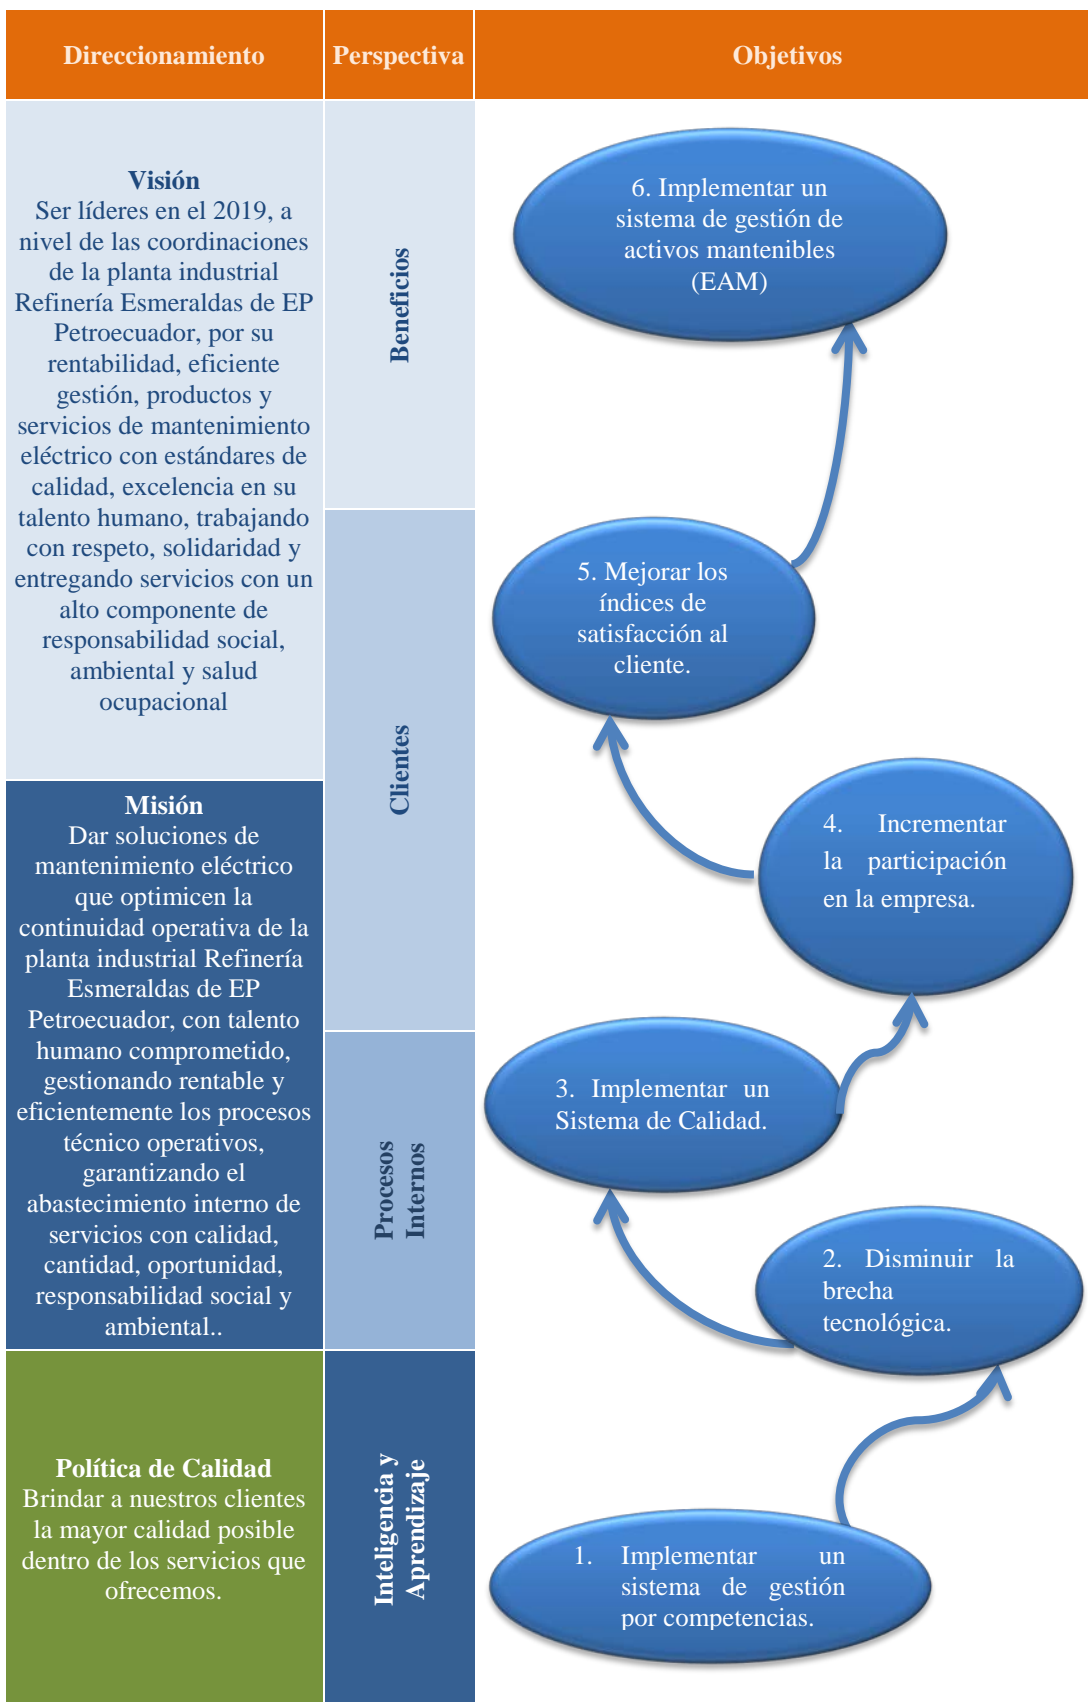 Direccionamiento
Perspectiva
Objetivos
Visión
Ser líderes en el 2019, a
nivel de las coordinaciones
de la planta industrial
Refinería Esmeraldas de EP
Petroecuador, por su
rentabilidad, eficiente
gestión, productos y
servicios de mantenimiento
eléctrico con estándares de
calidad, excelencia en su
talento humano, trabajando
con respeto, solidaridad y
entregando servicios con un
alto componente de
responsabilidad social,
ambiental y salud
ocupacional
Misión
Dar soluciones de
mantenimiento eléctrico
que optimicen la
continuidad operativa de la
planta industrial Refinería
Esmeraldas de EP
Petroecuador, con talento
humano comprometido,
gestionando rentable y
eficientemente los procesos
técnico operativos,
garantizando el
abastecimiento interno de
servicios con calidad,
cantidad, oportunidad,
responsabilidad social y
ambiental..
Política de Calidad
Brindar a nuestros clientes
la mayor calidad posible
dentro de los servicios que
ofrecemos.
Beneficios
Clientes
Procesos
Internos
Inteligencia y
Aprendizaje
6. Implementar un
sistema de gestión de
activos mantenibles
(EAM)
5. Mejorar los
índices de
satisfacción al
cliente.
4. Incrementar
la participación
en la empresa.
3. Implementar un
Sistema de Calidad.
2. Disminuir la
brecha
tecnológica.
1. Implementar un
sistema de gestión
por competencias.